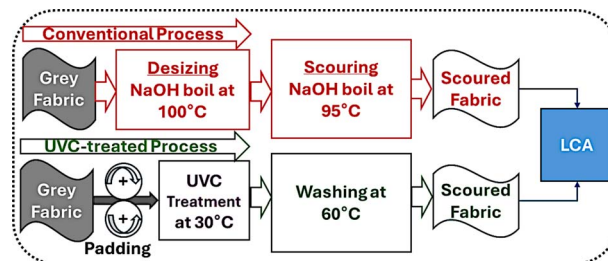 Conventional Process
Grey
Fabric
Desizing
NaOH boil at
100°C
Scouring
NaOH boil at
95°C
Scoured
Fabric
LCA
UVC-treated Process
Grey
Fabric
+
+
Padding
UVC
Treatment
at 30°C
Washing at
60°C
Scoured
Fabric